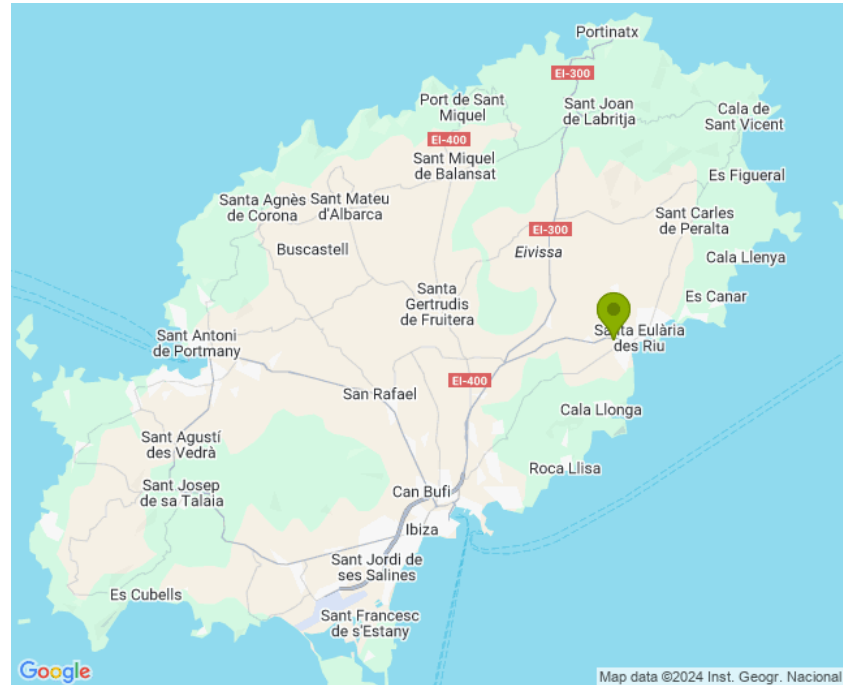 Portinatx
EI-300
Port de Sant
Miquel
Sant Joan
de Labritja
Cala de
Sant Vicent
EI-400
Sant Miquel
de Balansat
Es Figueral
Santa Agnès
de Corona
Sant Mateu
d'Albarca
Sant Carles
de Peralta
EI-300
Buscastell
Eivissa
Cala Llenya
Santa
Gertrudis
de Fruitera
Es Canar
Sant Antoni
de Portmany
Santa Eulària
des Riu
EI-400
San Rafael
Cala Llonga
Sant Agustí
des Vedrà
Roca Llisa
Sant Josep
de sa Talaia
Can Bufí
Ibiza
Sant Jordi de
ses Salines
Es Cubells
Sant Francesc
de s'Estany
Google
Map data ©2024 Inst. Geogr. Nacional